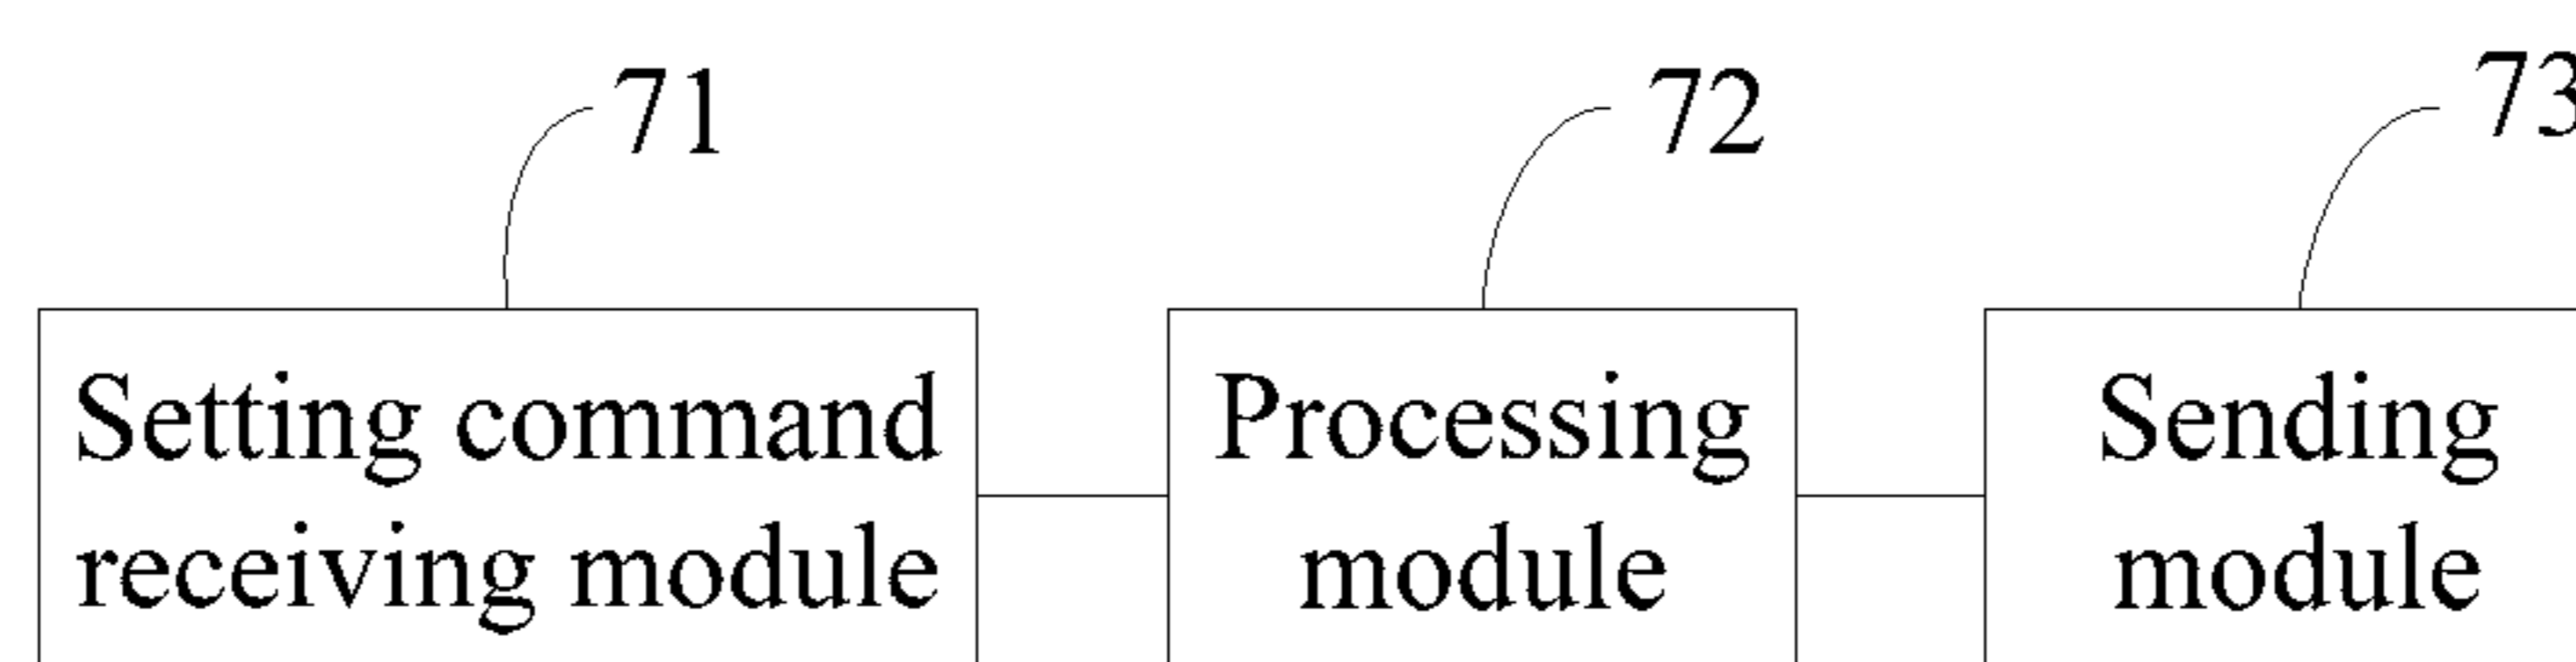 71
72
73
Setting command
receiving module
Processing
module
Sending
module